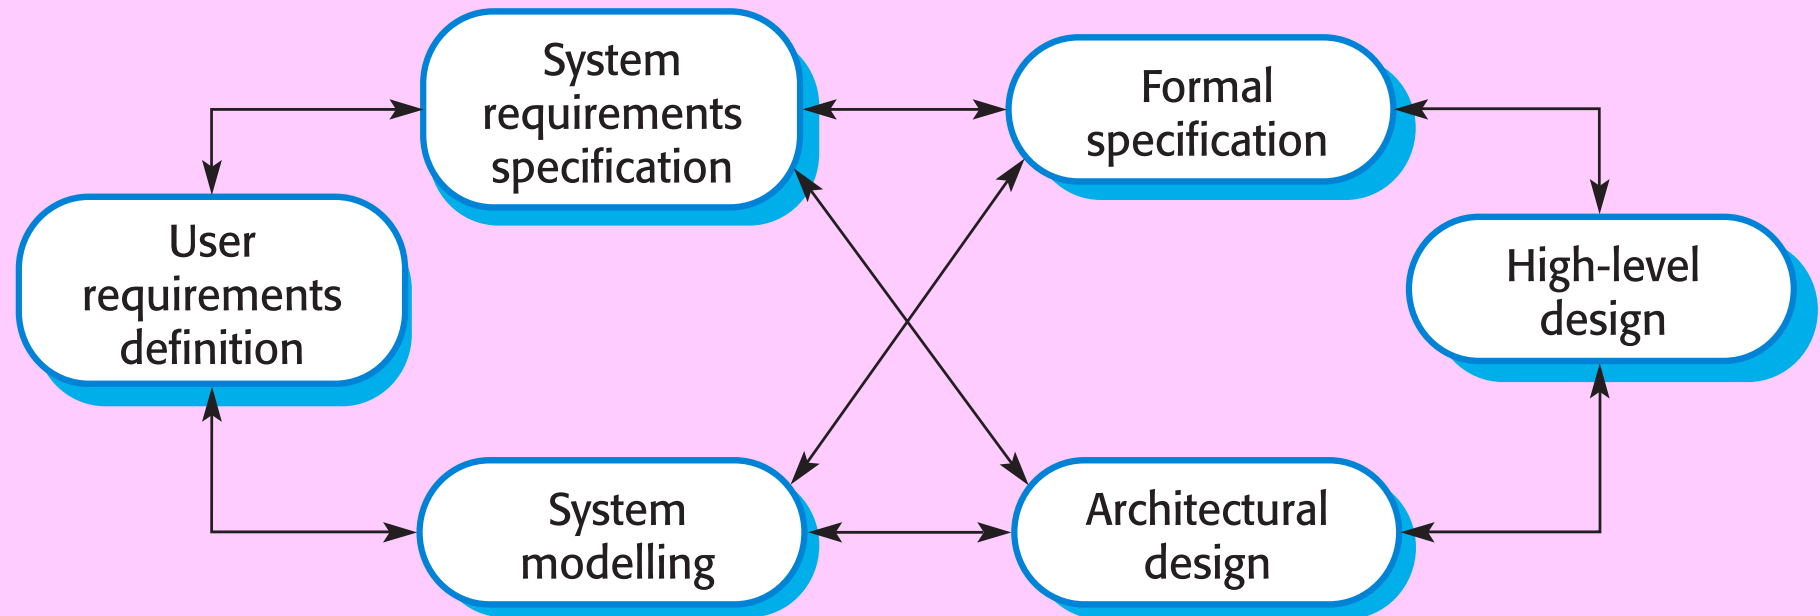 System
requirements
specification
Formal
specification
User
requirements
definition
High-level
design
System
modelling
Architectural
design